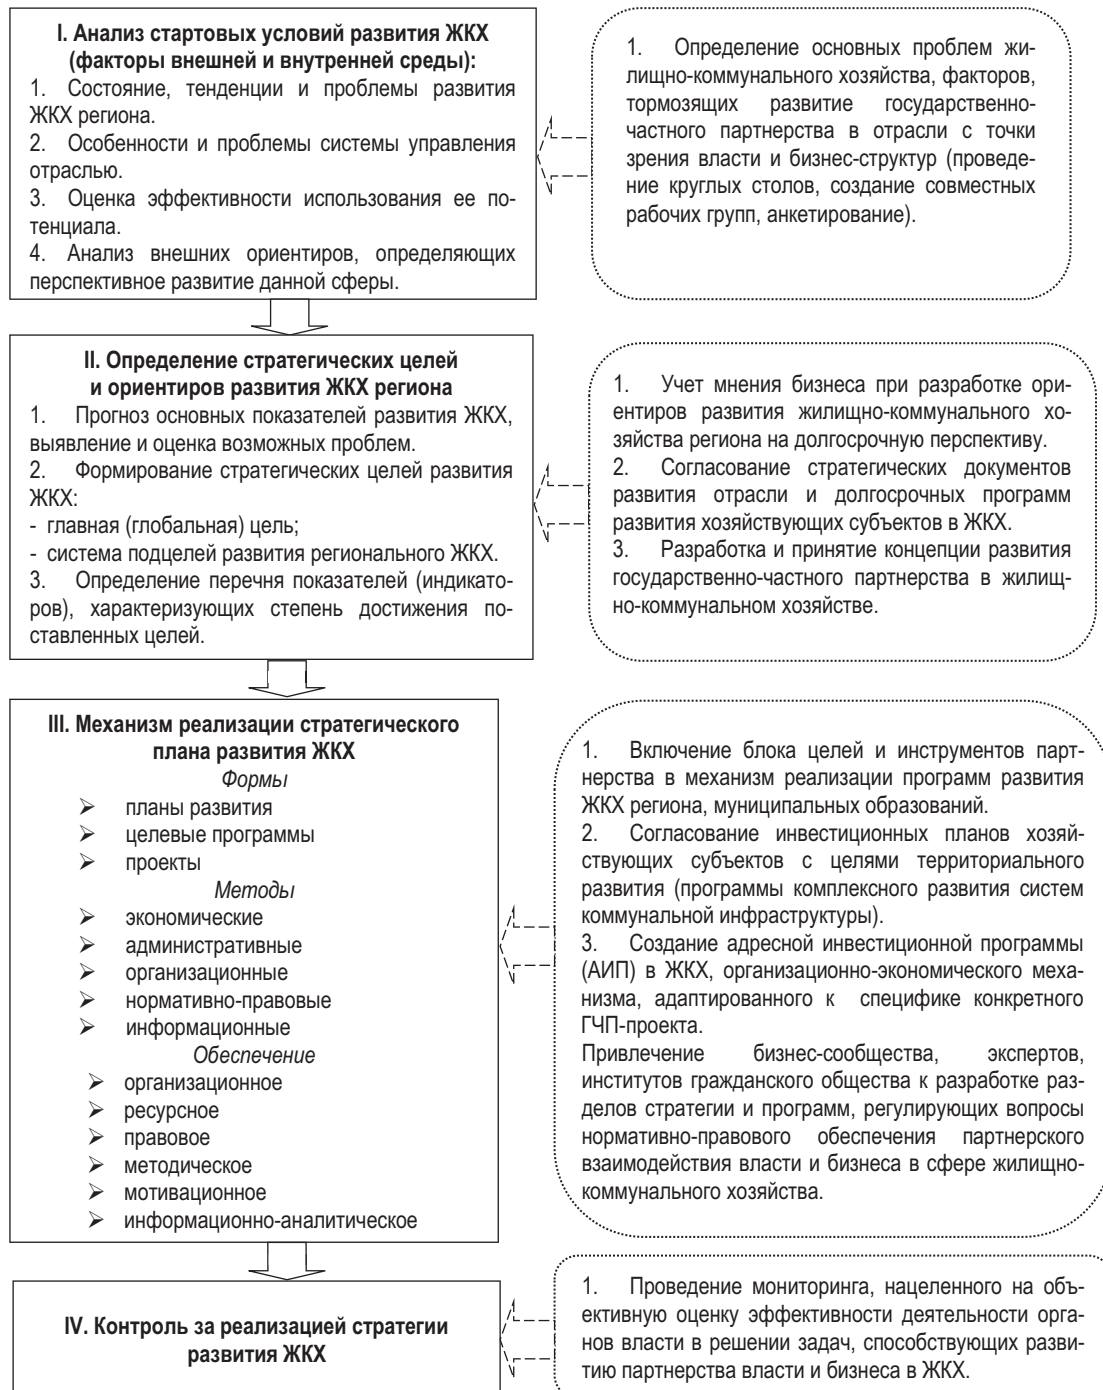 I. Анализ стартовых условий развития ЖКХ
(факторы внешней и внутренней среды):
1. Состояние, тенденции и проблемы развития
ЖКХ региона.
2. Особенности и проблемы системы управления
отраслью.
3. Оценка эффективности использования ее по-
тенциала.
4. Анализ внешних ориентиров, определяющих
перспективное развитие данной сферы.
1. Определение основных проблем жи-
лищно-коммунального хозяйства, факторов,
тормозящих развитие государственно-
частного партнерства в отрасли с точки
зрения власти и бизнес-структур (проведе-
ние круглых столов, создание совместных
рабочих групп, анкетирование).
II. Определение стратегических целей
и ориентиров развития ЖКХ региона
1. Прогноз основных показателей развития ЖКХ,
выявление и оценка возможных проблем.
2. Формирование стратегических целей развития
ЖКХ:
- главная (глобальная) цель;
- система подцелей развития регионального ЖКХ.
3. Определение перечня показателей (индикато-
ров), характеризующих степень достижения по-
ставленных целей.
1. Учет мнения бизнеса при разработке ори-
ентиров развития жилищно-коммунального хо-
зяйства региона на долгосрочную перспективу.
2. Согласование стратегических документов
развития отрасли и долгосрочных программ
развития хозяйствующих субъектов в ЖКХ.
3. Разработка и принятие концепции развития
государственно-частного партнерства в жилищ-
но-коммунальном хозяйстве.
III. Механизм реализации стратегического
плана развития ЖКХ
Формы
➢ планы развития
➢ целевые программы
➢ проекты
Методы
➢ экономические
➢ административные
➢ организационные
➢ нормативно-правовые
➢ информационные
Обеспечение
➢ организационное
➢ ресурсное
➢ правовое
➢ методическое
➢ мотивационное
➢ информационно-аналитическое
1. Включение блока целей и инструментов парт-
нерства в механизм реализации программ развития
ЖКХ региона, муниципальных образований.
2. Согласование инвестиционных планов хозяй-
ствующих субъектов с целями территориального
развития (программы комплексного развития систем
коммунальной инфраструктуры).
3. Создание адресной инвестиционной программы
(АИП) в ЖКХ, организационно-экономического меха-
низма, адаптированного к специфике конкретного
ГЧП-проекта.
Привлечение бизнес-сообщества, экспертов,
институтов гражданского общества к разработке раз-
делов стратегии и программ, регулирующих вопросы
нормативно-правового обеспечения партнерского
взаимодействия власти и бизнеса в сфере жилищно-
коммунального хозяйства.
IV. Контроль за реализацией стратегии
развития ЖКХ
1. Проведение мониторинга, нацеленного на объ-
ективную оценку эффективности деятельности орга-
нов власти в решении задач, способствующих разви-
тию партнерства власти и бизнеса в ЖКХ.